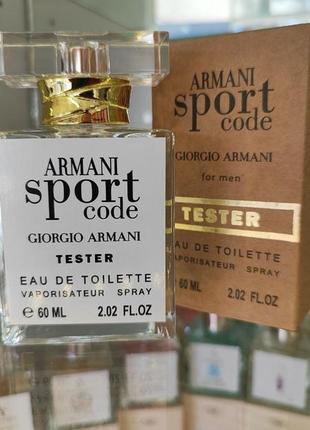 ARMANI
sport
code
GIORGIO ARMANI
TESTER
EAU DE TOILETTE
VAPORISATEUR SPRAY
℮ 60 ML 2.02 FL.OZ
ARMANI
sport
code
GIORGIO ARMANI
for men
TESTER
EAU DE TOILETTE
VAPORISATEUR SPRAY
60 ML 2.02 FL.OZ